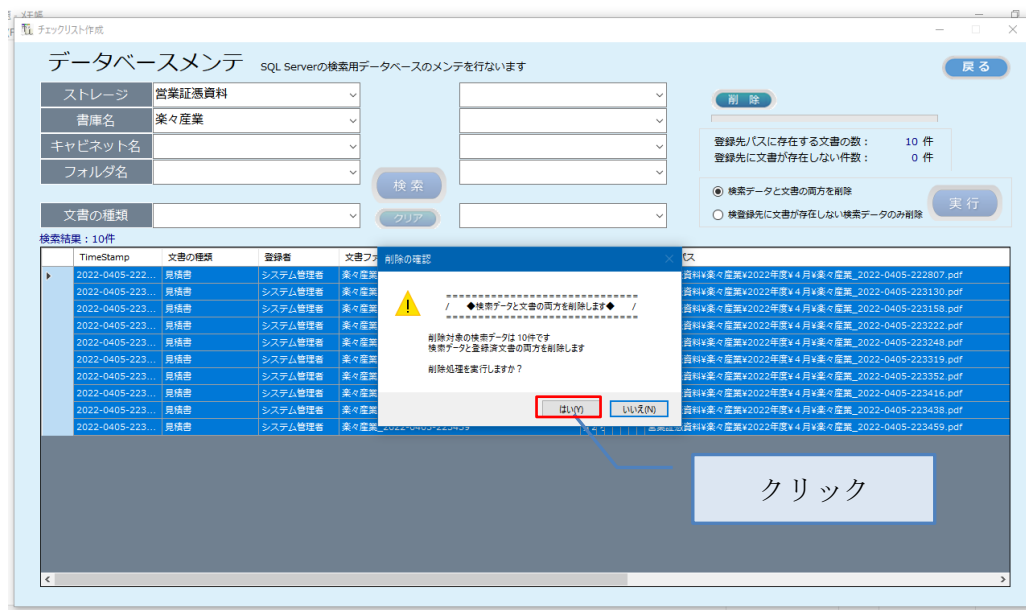 チェックリスト作成
データベースメンテ SQL Serverの検索用データベースのメンテを行ないます
戻る
ストレージ 営業証憑資料
書庫名 楽々産業
キャビネット名
フォルダ名
検 索
文書の種類
クリア
削 除
登録先パスに存在する文書の数： 10 件
登録先に文書が存在しない件数： 0 件
検索データと文書の両方を削除
検登録先に文書が存在しない検索データのみ削除
実 行
検索結果：10件
TimeStamp 文書の種類 登録者 文書フ パス
2022-0405-222... 見積書 システム管理者 楽々産業 資料¥楽々産業¥2022年度¥４月¥楽々産業_2022-0405-222807.pdf
2022-0405-223... 見積書 システム管理者 楽々産業 資料¥楽々産業¥2022年度¥４月¥楽々産業_2022-0405-223130.pdf
2022-0405-223... 見積書 システム管理者 楽々産業 資料¥楽々産業¥2022年度¥４月¥楽々産業_2022-0405-223158.pdf
2022-0405-223... 見積書 システム管理者 楽々産業 資料¥楽々産業¥2022年度¥４月¥楽々産業_2022-0405-223222.pdf
2022-0405-223... 見積書 システム管理者 楽々産業 資料¥楽々産業¥2022年度¥４月¥楽々産業_2022-0405-223248.pdf
2022-0405-223... 見積書 システム管理者 楽々産業 資料¥楽々産業¥2022年度¥４月¥楽々産業_2022-0405-223319.pdf
2022-0405-223... 見積書 システム管理者 楽々産業 資料¥楽々産業¥2022年度¥４月¥楽々産業_2022-0405-223352.pdf
2022-0405-223... 見積書 システム管理者 楽々産業 資料¥楽々産業¥2022年度¥４月¥楽々産業_2022-0405-223416.pdf
2022-0405-223... 見積書 システム管理者 楽々産業 資料¥楽々産業¥2022年度¥４月¥楽々産業_2022-0405-223438.pdf
2022-0405-223... 見積書 システム管理者 楽々産業_2022-0405-223459 営業証憑資料¥楽々産業¥2022年度¥４月¥楽々産業_2022-0405-223459.pdf
削除の確認
==============================
/ ◆検索データと文書の両方を削除します◆ /
==============================
削除対象の検索データは 10件です
検索データと登録済文書の両方を削除します
削除処理を実行しますか？
はい(Y) いいえ(N)
クリック